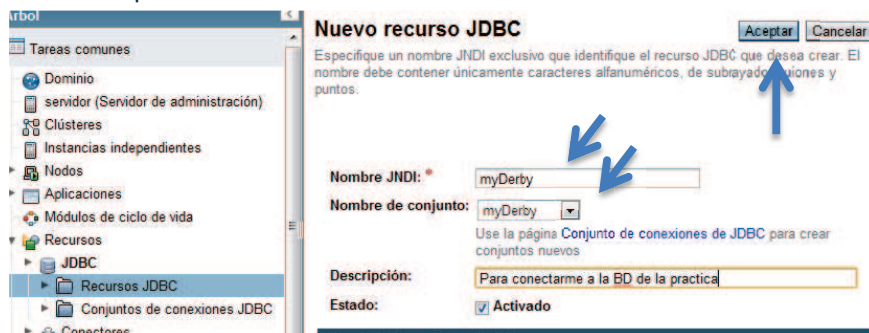 Árbol
Tareas comunes
Dominio
servidor (Servidor de administración)
Clústeres
Instancias independientes
Nodos
Aplicaciones
Módulos de ciclo de vida
Recursos
JDBC
Recursos JDBC
Conjuntos de conexiones JDBC
Conectores
Nuevo recurso JDBC
Aceptar Cancelar
Especifique un nombre JNDI exclusivo que identifique el recurso JDBC que desea crear. El
nombre debe contener únicamente caracteres alfanuméricos, de subrayado, guiones y
puntos.
Nombre JNDI: * myDerby
Nombre de conjunto: myDerby
Use la página Conjunto de conexiones de JDBC para crear
conjuntos nuevos
Descripción: Para conectarme a la BD de la practica
Estado: Activado